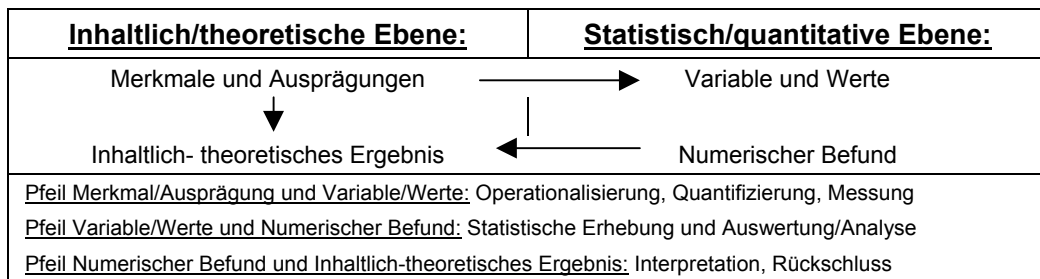 Inhaltlich/theoretische Ebene: Statistisch/quantitative Ebene:
Merkmale und Ausprägungen Variable und Werte
Inhaltlich- theoretisches Ergebnis Numerischer Befund
Pfeil Merkmal/Ausprägung und Variable/Werte: Operationalisierung, Quantifizierung, Messung
Pfeil Variable/Werte und Numerischer Befund: Statistische Erhebung und Auswertung/Analyse
Pfeil Numerischer Befund und Inhaltlich-theoretisches Ergebnis: Interpretation, Rückschluss